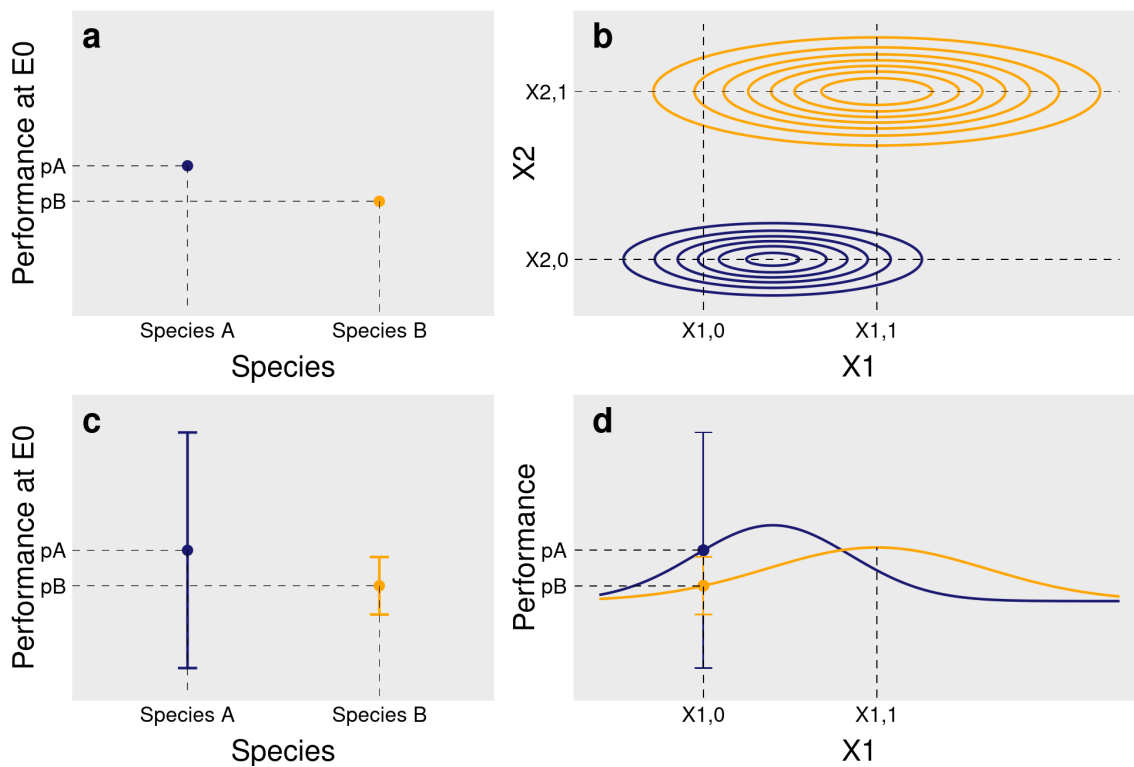 a
Performance at E0
pA
pB
Species A
Species B
Species
b
X2
X2,1
X2,0
X1,0
X1,1
X1
c
Performance at E0
pA
pB
Species A
Species B
Species
d
Performance
pA
pB
X1,0
X1,1
X1